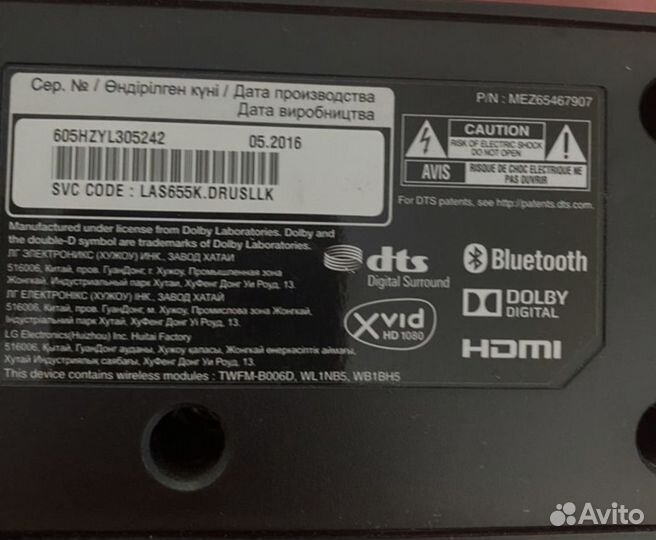 Сер. № / Өндірілген күні / Дата производства
Дата виробництва
605HZYL305242 05.2016
SVC CODE : LAS655K.DRUSLLK
P/N : MEZ65467907
CAUTION
RISK OF ELECTRIC SHOCK
DO NOT OPEN
AVIS
RISQUE DE CHOC ELECTRIQUE NE
PAS OUVRIR
For DTS patents, see http://patents.dts.com.
Manufactured under license from Dolby Laboratories. Dolby and
the double-D symbol are trademarks of Dolby Laboratories.
ЛГ ЭЛЕКТРОНИКС (ХУЖОУ) ИНК., ЗАВОД ХАТАИ
516006, Китай, пров. ГуанДонг, г. Хужоу, Промышленная зона
Жонгкай, Индустриальный парк Хутай, ХуФенг Донг Уи Роуд, 13.
ЛГ ЕЛЕКТРОНІКС (ХУЖОУ) ІНК., ЗАВОД ХАТАИ
516006, Китай, пров. ГуанДонг, м. Хужоу, Промислова зона Жонгкай,
Індустріальний парк Хутай, ХуФенг Донг Уї Роуд, 13.
LG Electronics(Huizhou) Inc. Huitai Factory
516006, Қытай, ГуанДонг ауданы, Хужоу қаласы, Жонгкай өнеркәсіптік аймағы,
Хутай Индустриялық саябағы, ХуФенг Донг Уи Роуд, 13.
This device contains wireless modules : TWFM-B006D, WL1NB5, WB1BH5
dts
Digital Surround
Bluetooth
XVID
HD 1080
DOLBY
DIGITAL
HDMI
Avito